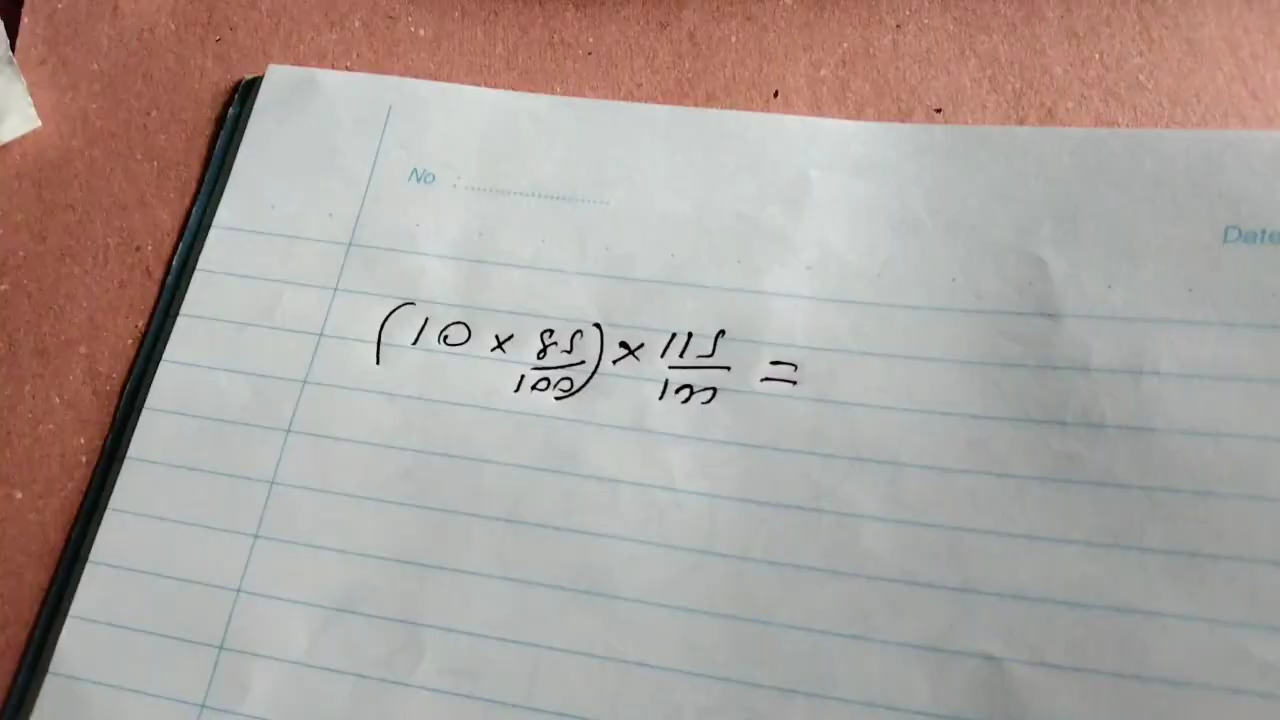 No : ....................
Date
(10 × 85/100) × 115/100 =